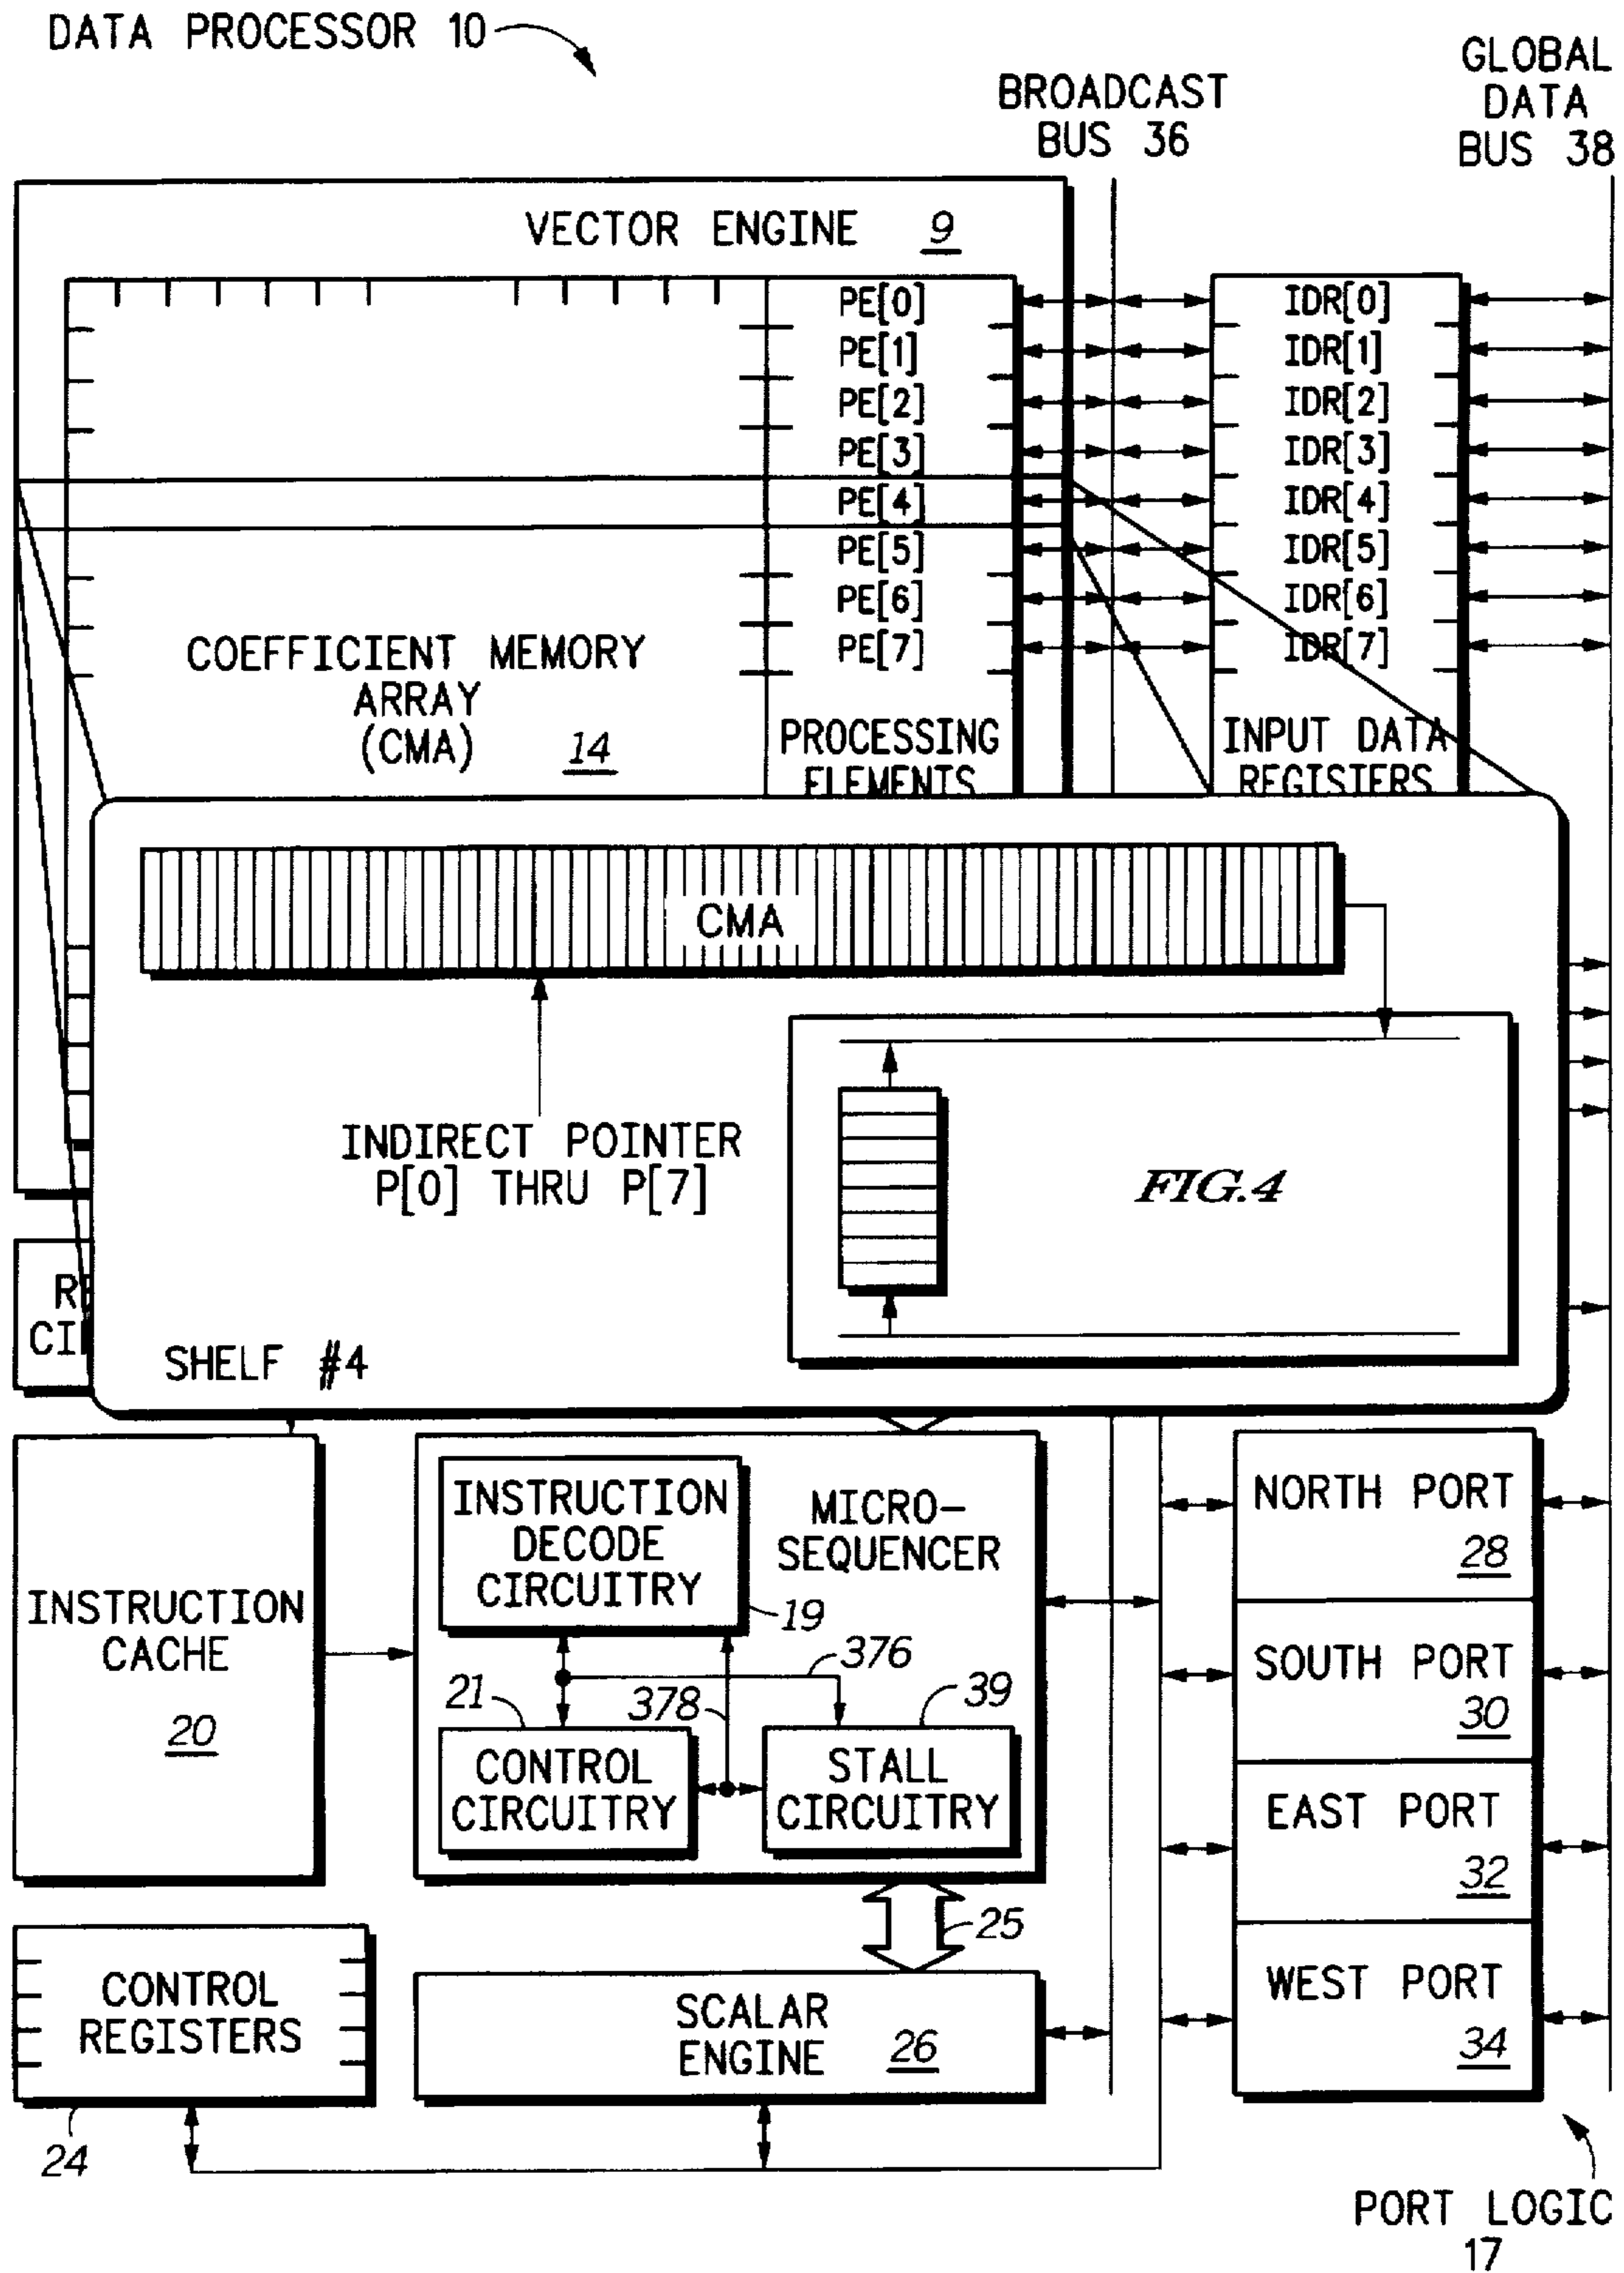 DATA PROCESSOR 10
BROADCAST
BUS 36
GLOBAL
DATA
BUS 38
VECTOR ENGINE 9
PE[0]
PE[1]
PE[2]
PE[3]
PE[4]
PE[5]
PE[6]
PE[7]
IDR[0]
IDR[1]
IDR[2]
IDR[3]
IDR[4]
IDR[5]
IDR[6]
IDR[7]
COEFFICIENT MEMORY
ARRAY
(CMA) 14
PROCESSING
ELEMENTS
INPUT DATA
REGISTERS
CMA
INDIRECT POINTER
P[0] THRU P[7]
FIG.4
SHELF #4
INSTRUCTION
CACHE
20
INSTRUCTION
DECODE
CIRCUITRY
19
MICRO-
SEQUENCER
376
378
21
39
CONTROL
CIRCUITRY
STALL
CIRCUITRY
25
NORTH PORT
28
SOUTH PORT
30
EAST PORT
32
WEST PORT
34
CONTROL
REGISTERS
24
SCALAR
ENGINE 26
PORT LOGIC
17